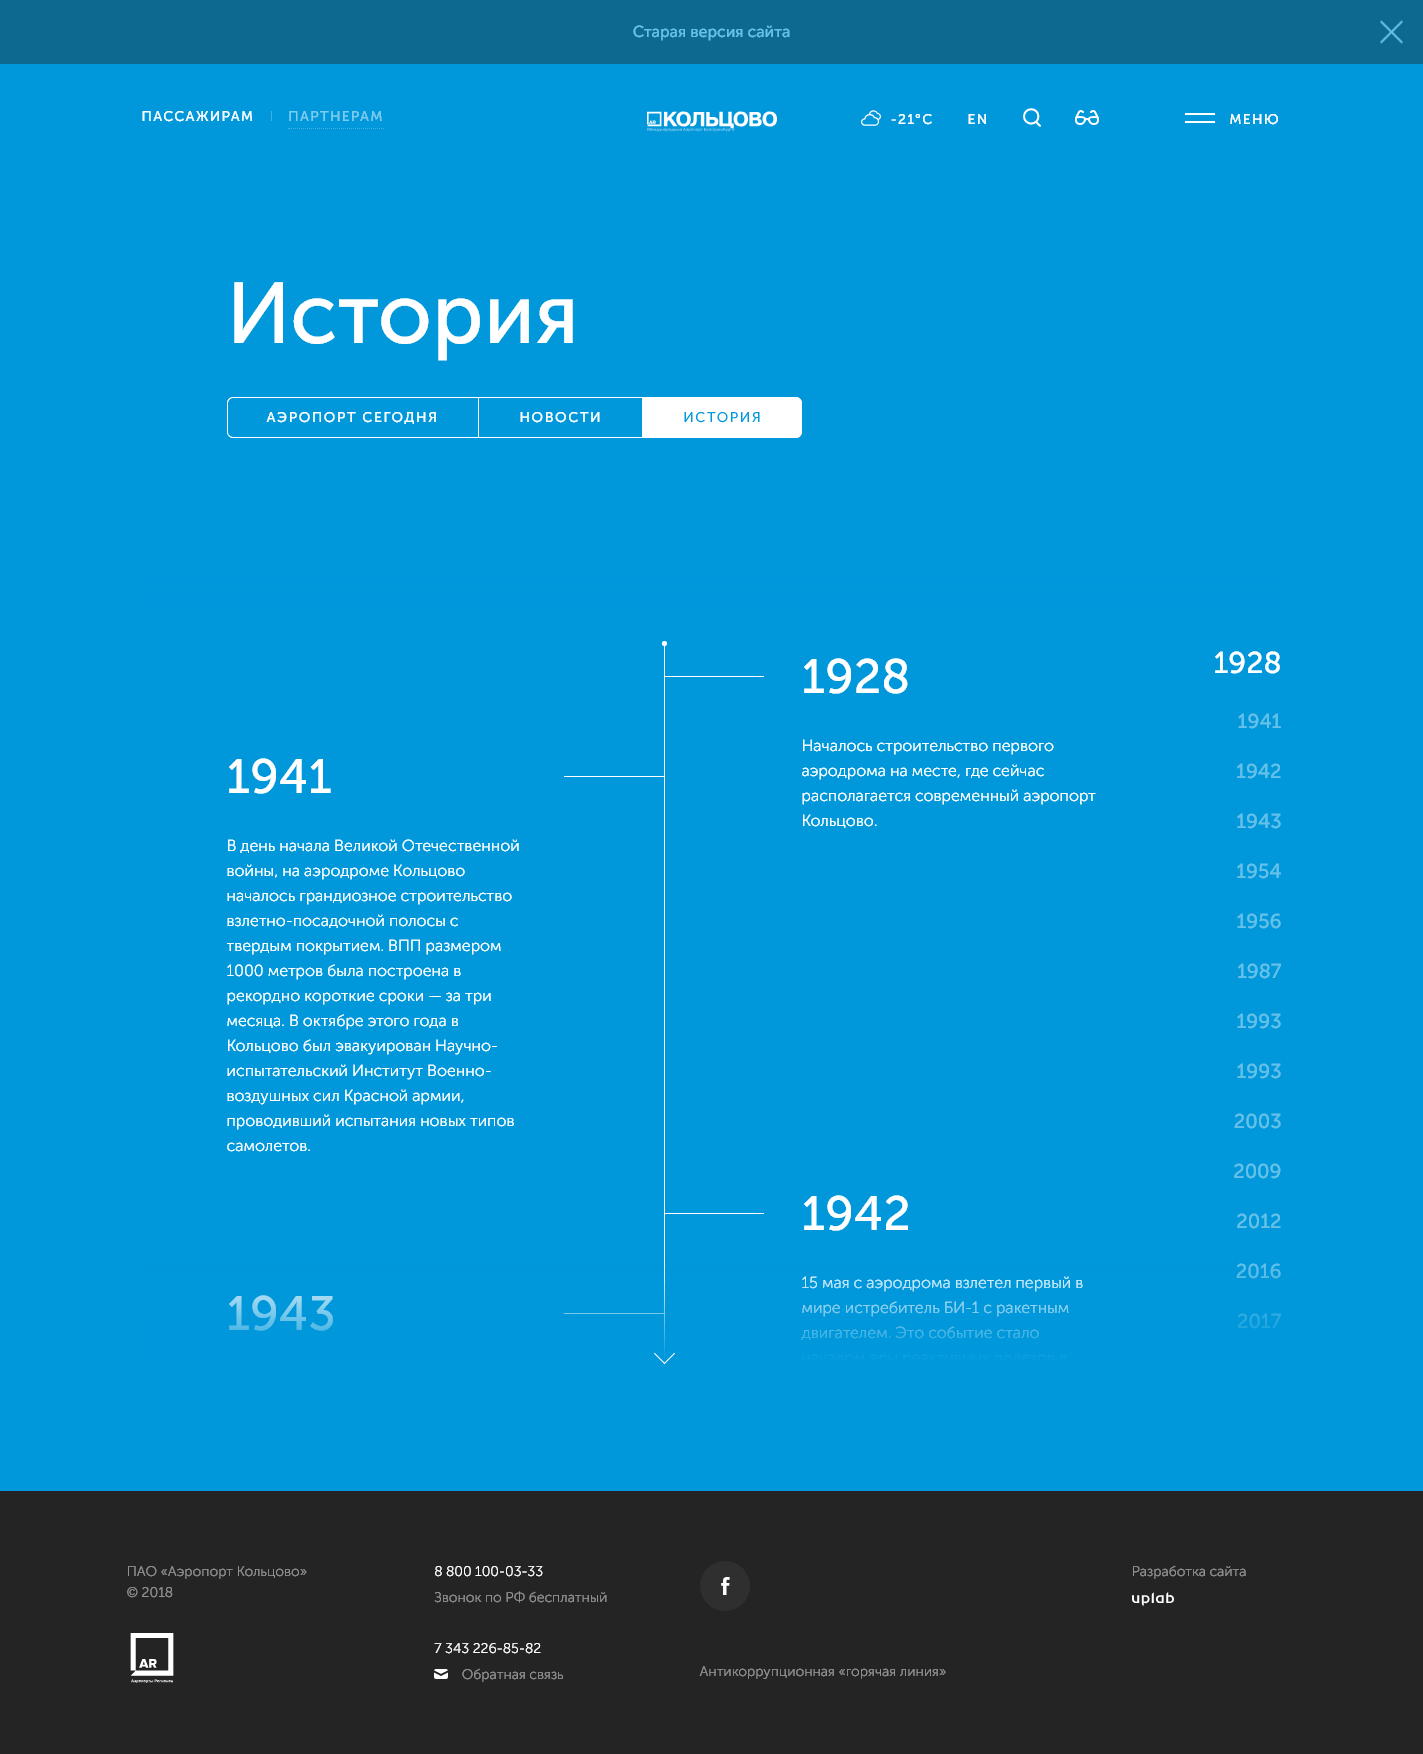 Старая версия сайта
ПАССАЖИРАМ
ПАРТНЕРАМ
КОЛЬЦОВО
-21°C
EN
МЕНЮ
История
АЭРОПОРТ СЕГОДНЯ
НОВОСТИ
ИСТОРИЯ
1928
Началось строительство первого
аэродрома на месте, где сейчас
располагается современный аэропорт
Кольцово.
1941
В день начала Великой Отечественной
войны, на аэродроме Кольцово
началось грандиозное строительство
взлетно-посадочной полосы с
твердым покрытием. ВПП размером
1000 метров была построена в
рекордно короткие сроки — за три
месяца. В октябре этого года в
Кольцово был эвакуирован Научно-
испытательский Институт Военно-
воздушных сил Красной армии,
проводивший испытания новых типов
самолетов.
1942
15 мая с аэродрома взлетел первый в
мире истребитель БИ-1 с ракетным
двигателем. Это событие стало
1943
1928
1941
1942
1943
1954
1956
1987
1993
1993
2003
2009
2012
2016
2017
ПАО «Аэропорт Кольцово»
© 2018
AR
Аэропорты Регионов
8 800 100-03-33
Звонок по РФ бесплатный
7 343 226-85-82
Обратная связь
f
Антикоррупционная «горячая линия»
Разработка сайта
uplab